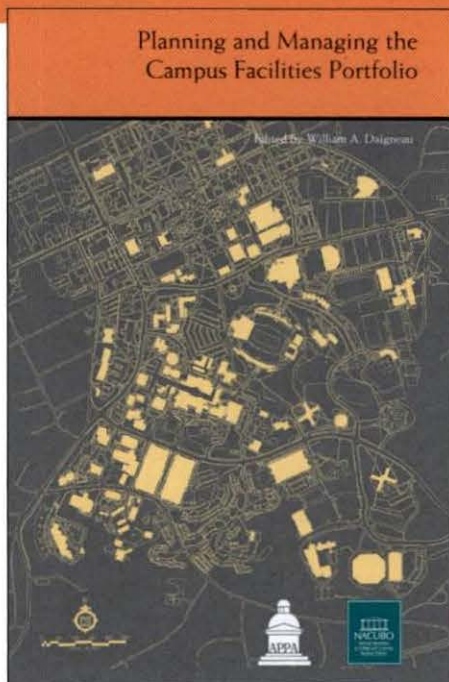 Planning and Managing the
Campus Facilities Portfolio
Edited by William A. Daigneau
APPA
NACUBO